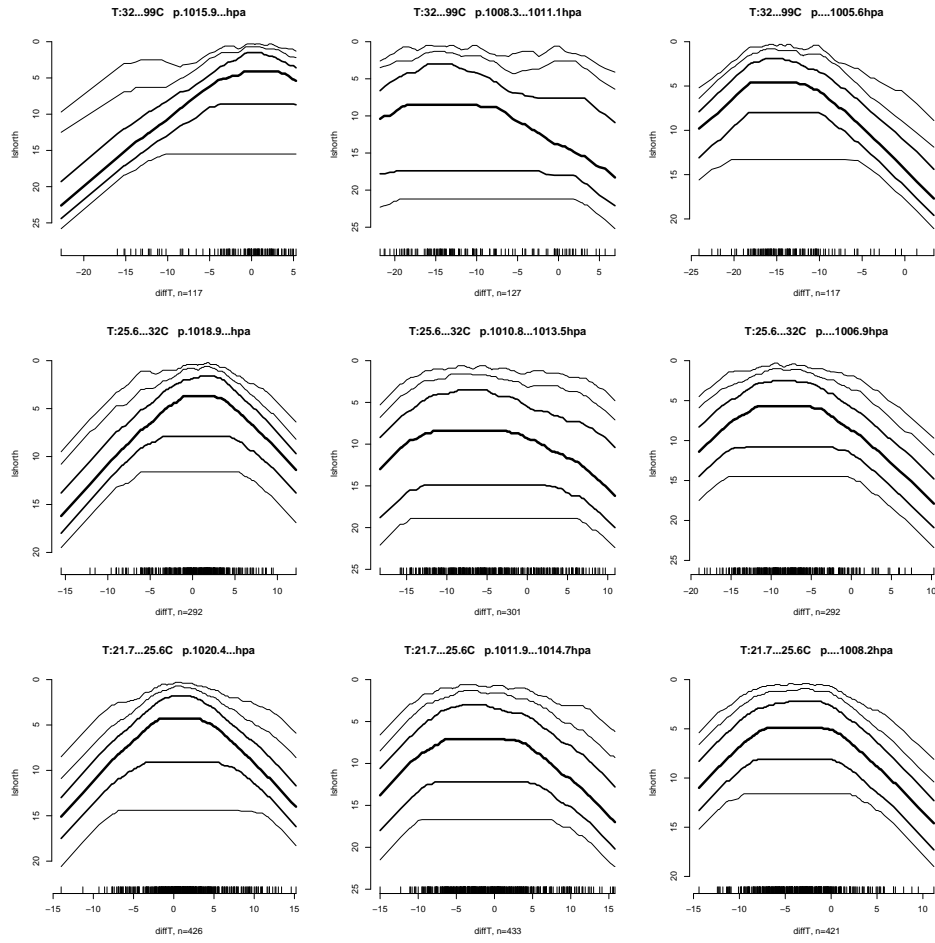 T:32...99C p.1015.9...hpa
lshorth
0
5
10
15
20
25
−20 −15 −10 −5 0 5
diffT, n=117
T:32...99C p.1008.3...1011.1hpa
lshorth
0
5
10
15
20
25
−20 −15 −10 −5 0 5
diffT, n=127
T:32...99C p....1005.6hpa
lshorth
0
5
10
15
20
−25 −20 −15 −10 −5 0
diffT, n=117
T:25.6...32C p.1018.9...hpa
lshorth
0
5
10
15
20
−15 −10 −5 0 5 10
diffT, n=292
T:25.6...32C p.1010.8...1013.5hpa
lshorth
0
5
10
15
20
25
−15 −10 −5 0 5 10
diffT, n=301
T:25.6...32C p....1006.9hpa
lshorth
0
5
10
15
20
25
−20 −15 −10 −5 0 5 10
diffT, n=292
T:21.7...25.6C p.1020.4...hpa
lshorth
0
5
10
15
20
−15 −10 −5 0 5 10 15
diffT, n=426
T:21.7...25.6C p.1011.9...1014.7hpa
lshorth
0
5
10
15
20
25
−15 −10 −5 0 5 10 15
diffT, n=433
T:21.7...25.6C p....1008.2hpa
lshorth
0
5
10
15
20
−15 −10 −5 0 5 10
diffT, n=421